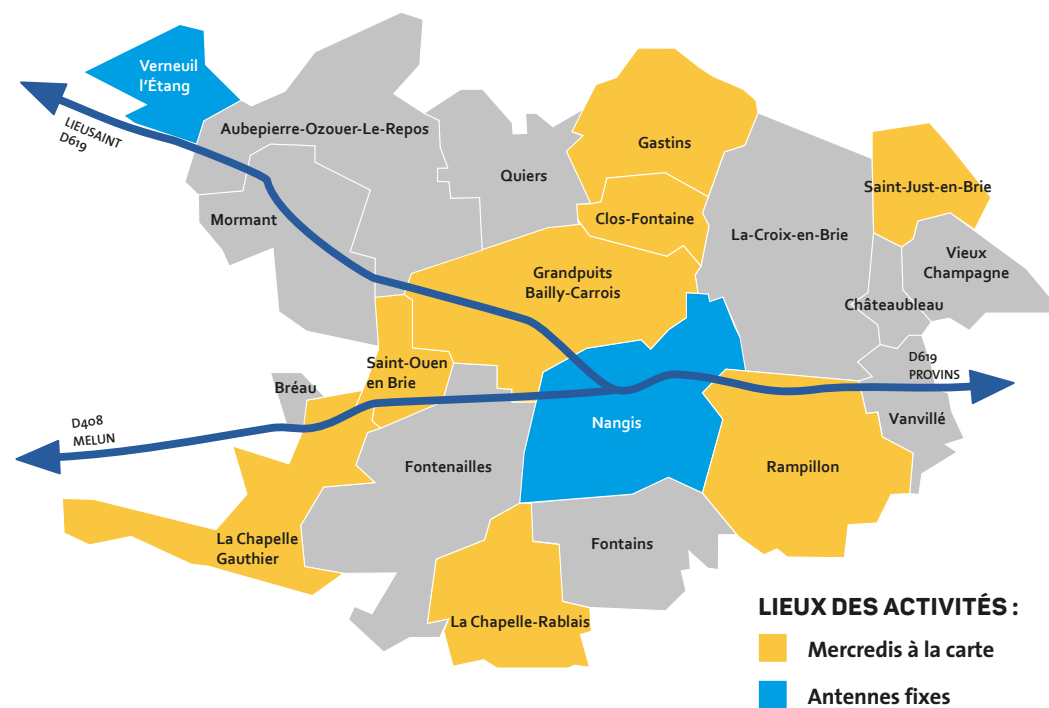 Verneuil
l'Étang
LIEUSAINT
D619
Aubepierre-Ozouer-Le-Repos
Mormant
Quiers
Gastins
Clos-Fontaine
La-Croix-en-Brie
Saint-Just-en-Brie
Vieux
Champagne
Châteaubleau
Grandpuits
Bailly-Carrois
Saint-Ouen
en Brie
Bréau
D619
PROVINS
Vanvillé
D408
MELUN
Nangis
Fontenailles
Rampillon
La Chapelle
Gauthier
Fontains
La Chapelle-Rablais
LIEUX DES ACTIVITÉS :
Mercredis à la carte
Antennes fixes